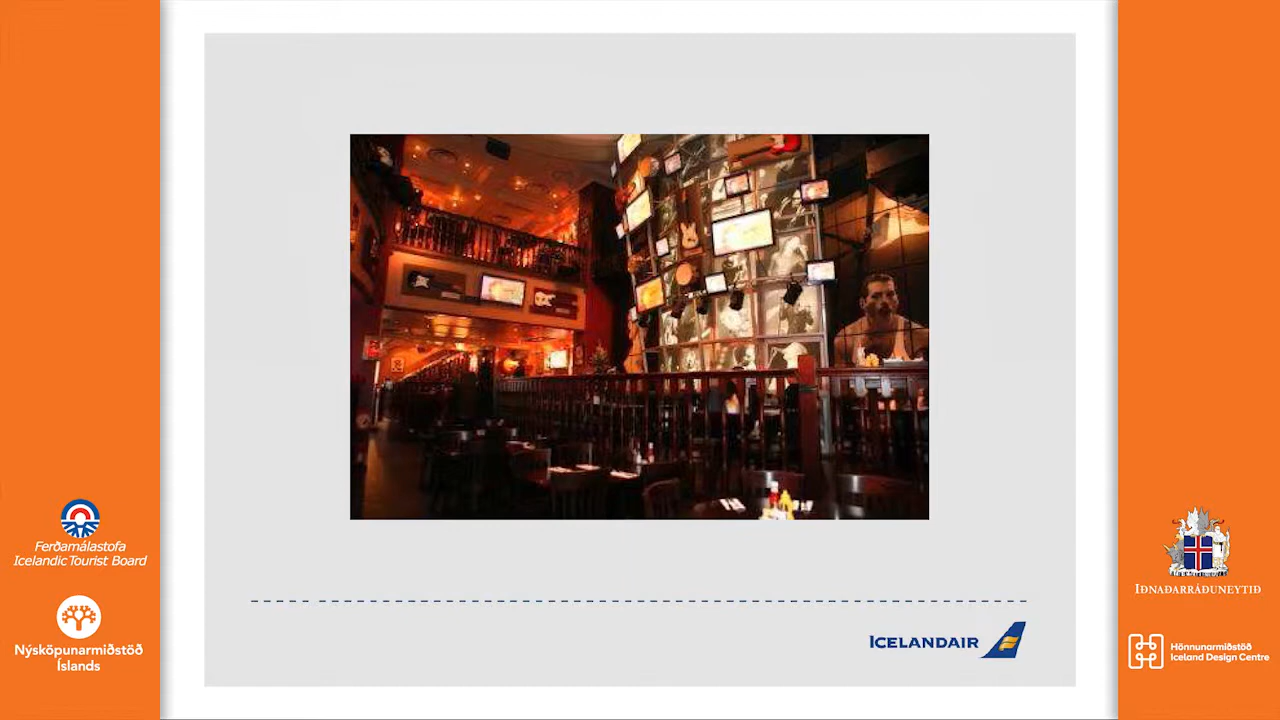 Ferðamálastofa
Icelandic Tourist Board
Nýsköpunarmiðstöð
Íslands
ICELANDAIR
IÐNAÐARRÁÐUNEYTIÐ
Hönnunarmiðstöð
Iceland Design Centre